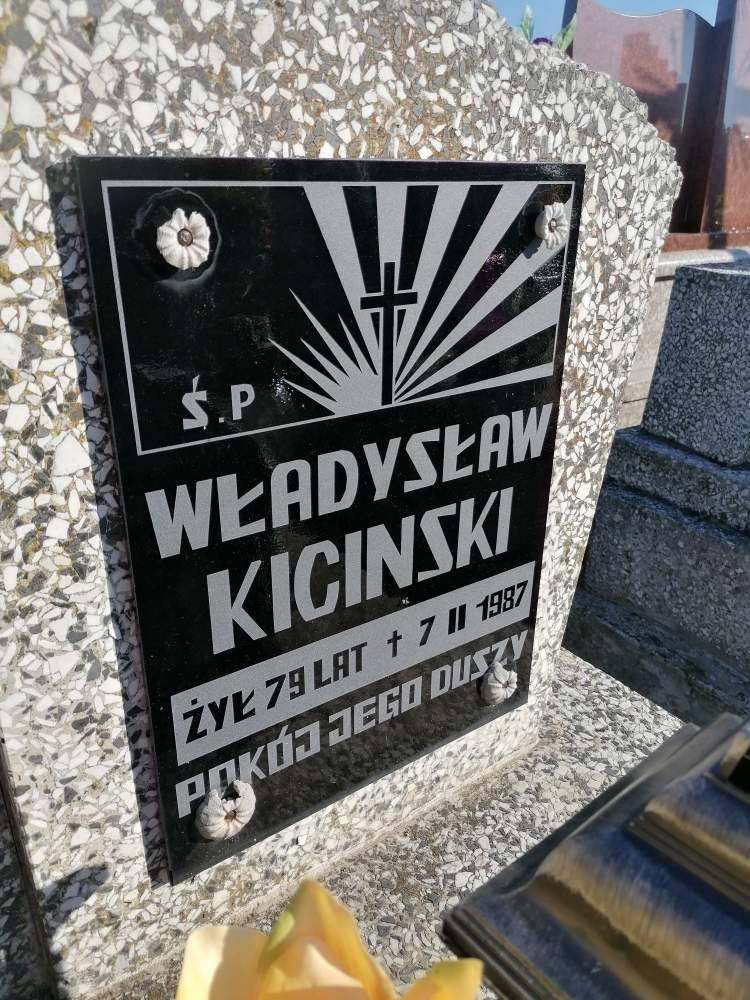 Ś.P
WŁADYSŁAW
KICINSKI
ŻYŁ 79 LAT † 7 II 1987
POKÓJ JEGO DUSZY